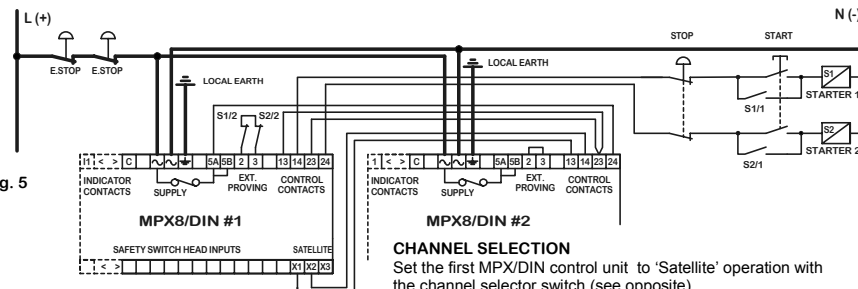 L (+)
N (-)
STOP START
E.STOP E.STOP
LOCAL EARTH
LOCAL EARTH
S1
STARTER 1
S1/1
S1/2 S2/2
S2
STARTER 2
S2/1
11 < > C 5A 5B 2 3 13 14 23 24
1 < > C 5A 5B 2 3 13 14 23 24
g. 5
INDICATOR CONTACTS
SUPPLY
EXT. PROVING
CONTROL CONTACTS
INDICATOR CONTACTS
SUPPLY
EXT. PROVING
CONTROL CONTACTS
MPX8/DIN #1
MPX8/DIN #2
SAFETY SWITCH HEAD INPUTS
SATELLITE
< > X1 X2 X3
CHANNEL SELECTION
Set the first MPX/DIN control unit to ‘Satellite’ operation with
the channel selector switch (see opposite)